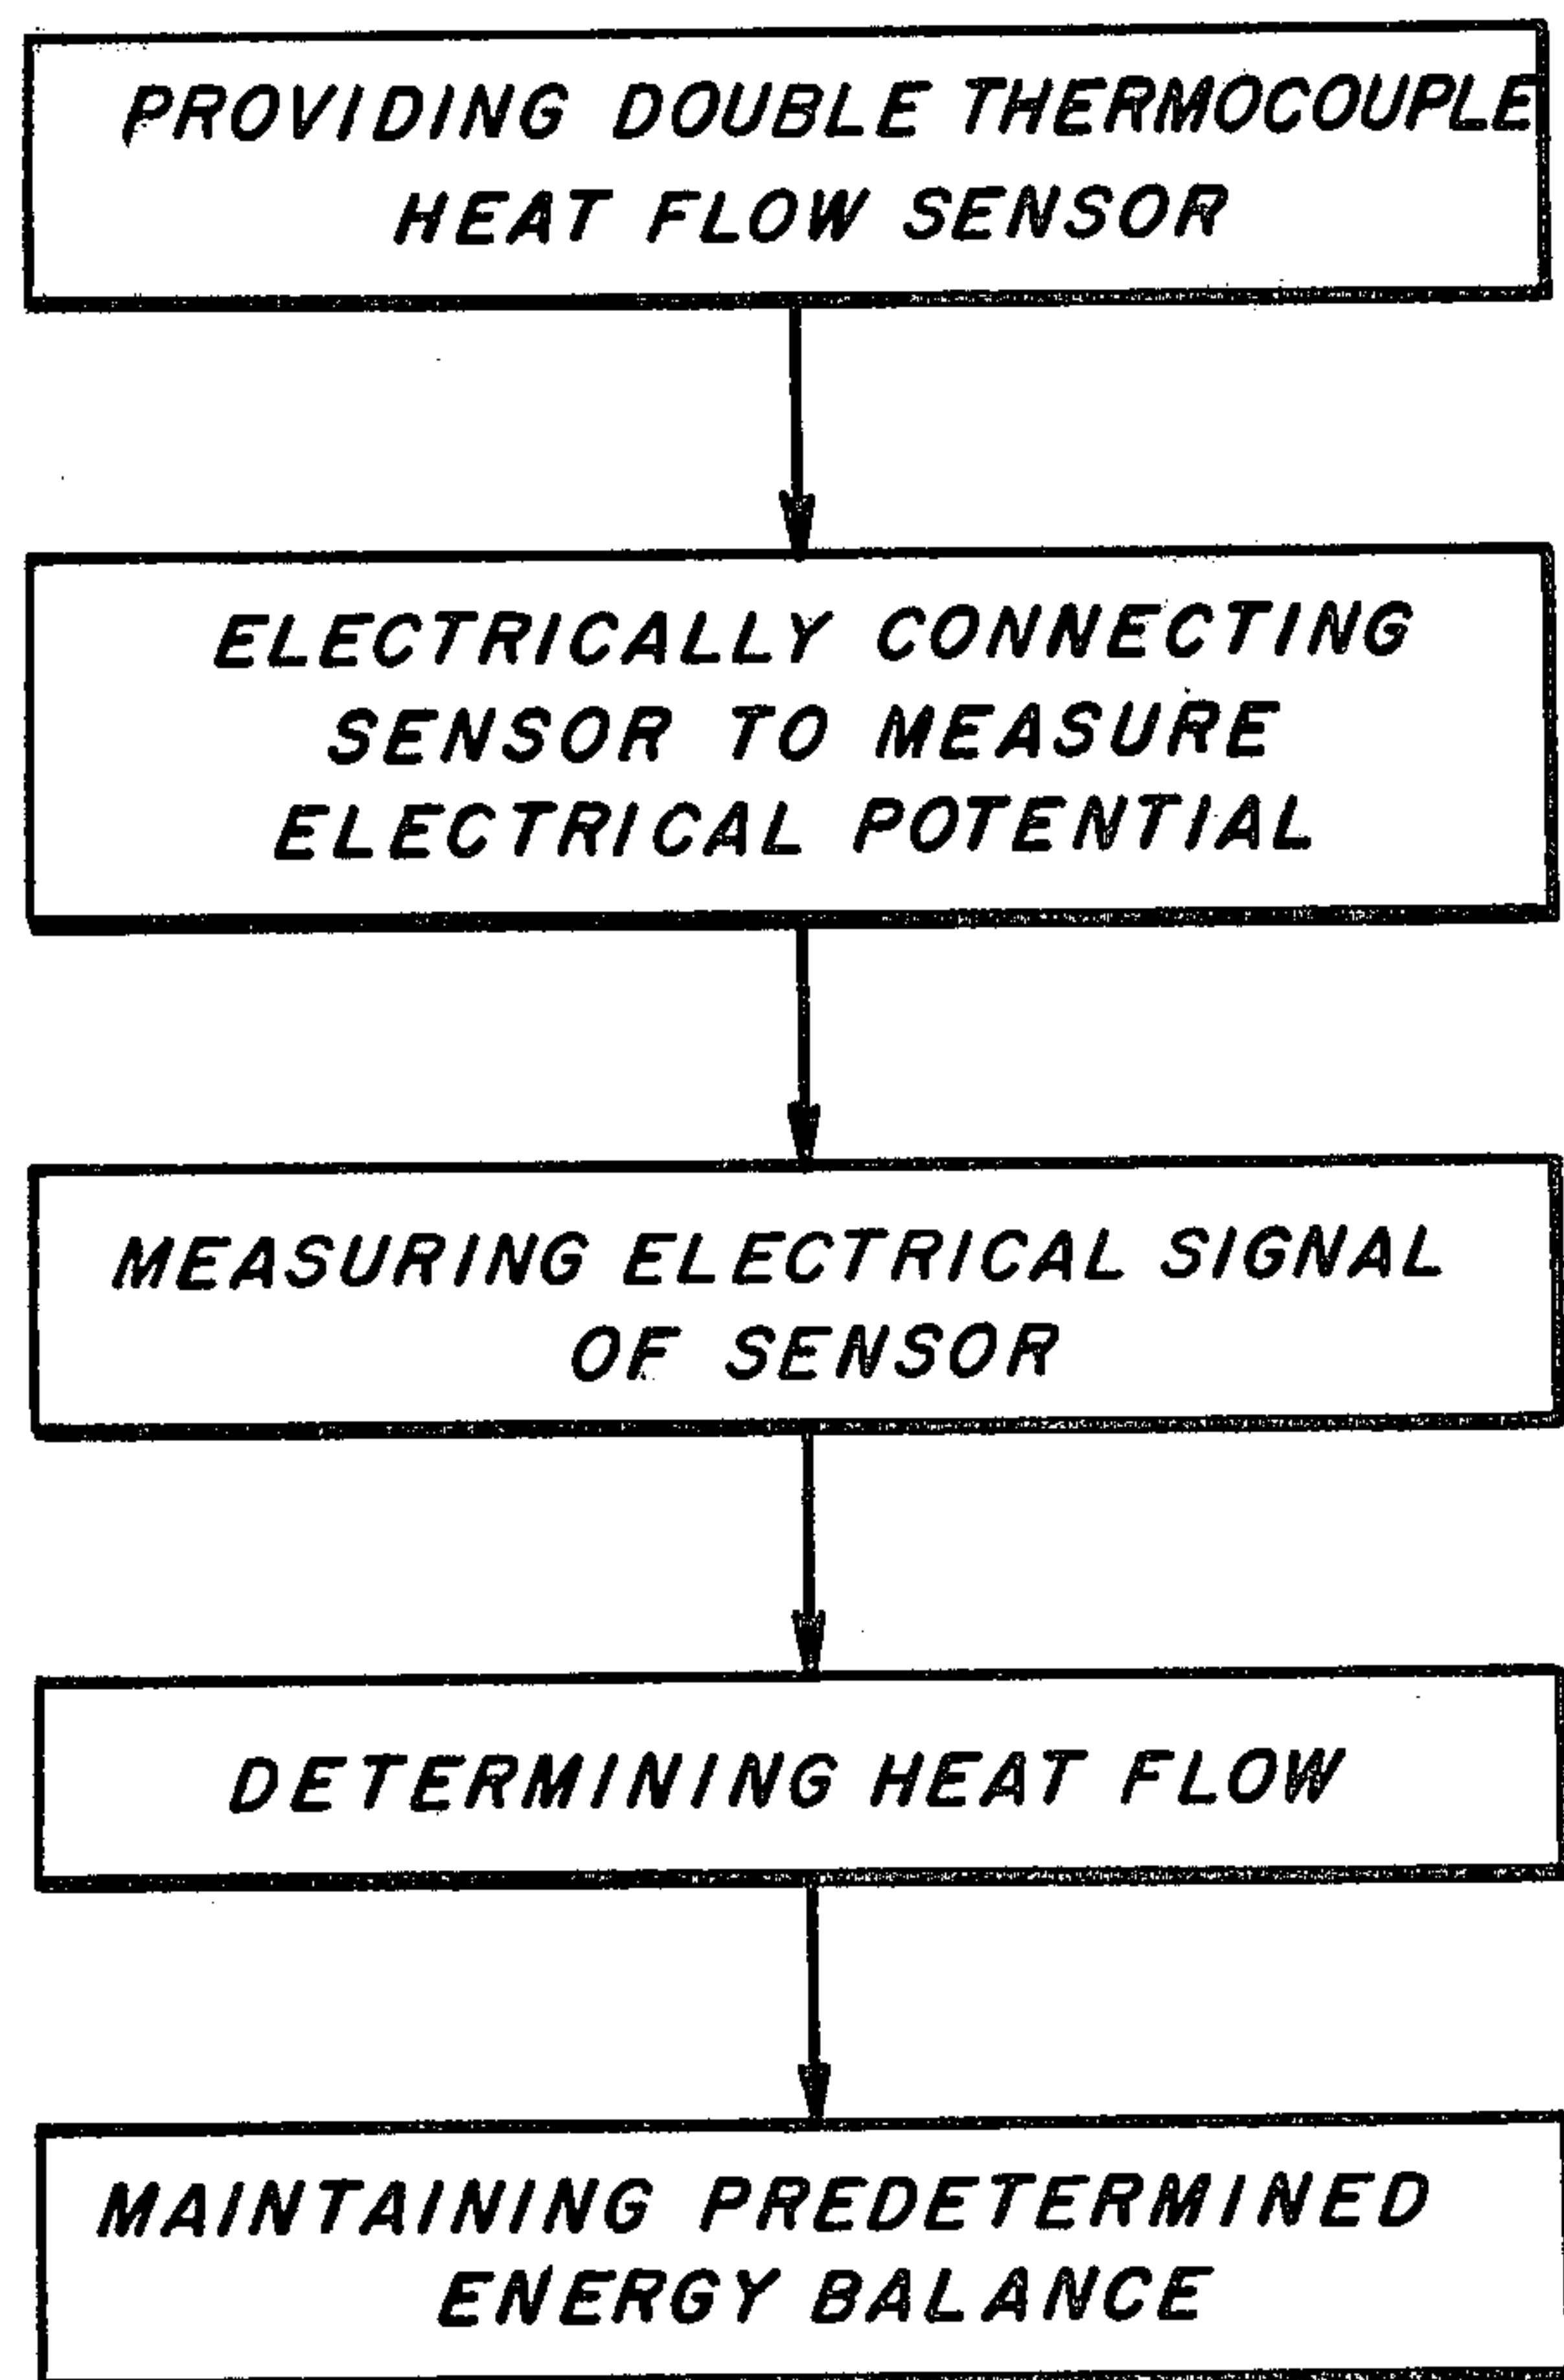 PROVIDING DOUBLE THERMOCOUPLE
HEAT FLOW SENSOR
ELECTRICALLY CONNECTING
SENSOR TO MEASURE
ELECTRICAL POTENTIAL
MEASURING ELECTRICAL SIGNAL
OF SENSOR
DETERMINING HEAT FLOW
MAINTAINING PREDETERMINED
ENERGY BALANCE